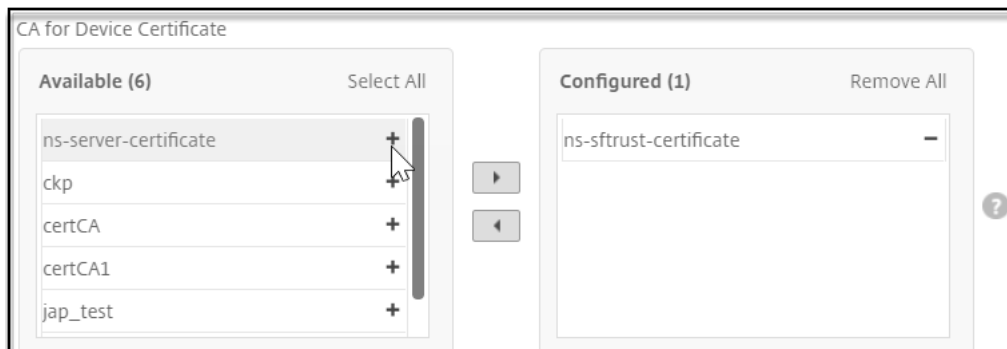 CA for Device Certificate
Available (6) Select All
ns-server-certificate +
ckp +
certCA +
certCA1 +
jap_test +
Configured (1) Remove All
ns-sftrust-certificate −
?